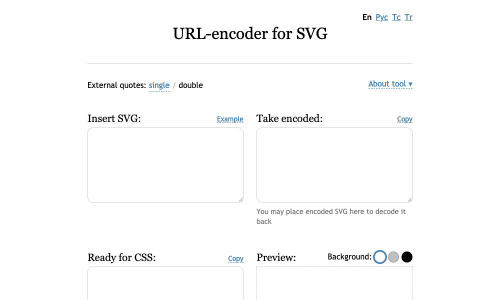 En Рус Tc Tr
URL-encoder for SVG
External quotes: single / double
About tool ▾
Insert SVG: Example
Take encoded: Copy
You may place encoded SVG here to decode it
back
Ready for CSS: Copy
Preview: Background: